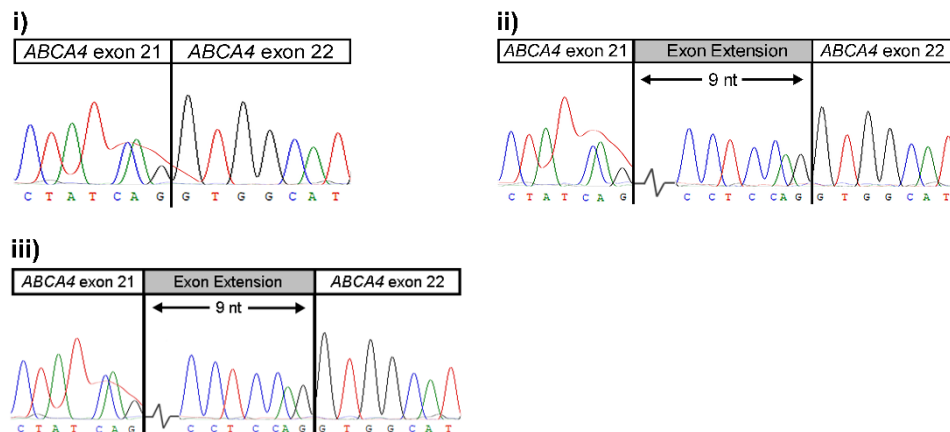 i)
ABCA4 exon 21 ABCA4 exon 22
C T A T C A G G T G G C A T
ii)
ABCA4 exon 21 Exon Extension ABCA4 exon 22
9 nt
C T A T C A G C C T C C A G G T G G C A T
iii)
ABCA4 exon 21 Exon Extension ABCA4 exon 22
9 nt
C T A T C A G C C T C C A G G T G G C A T